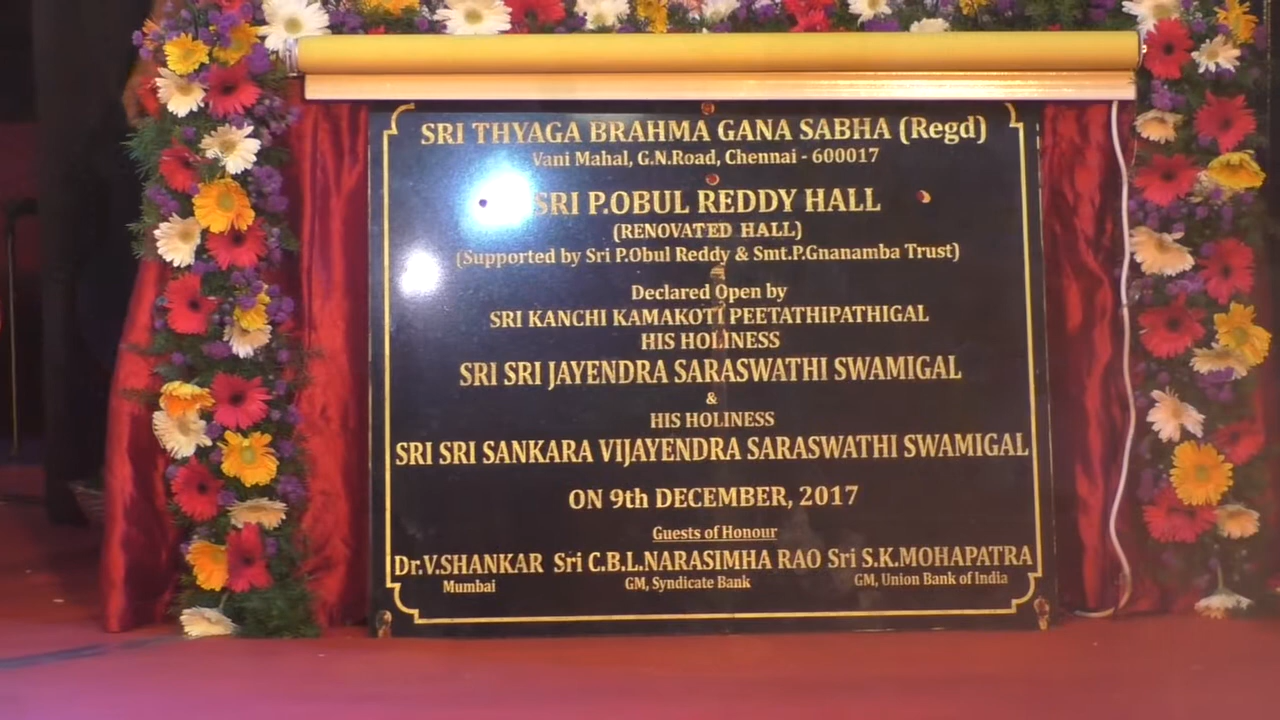 SRI THYAGA BRAHMA GANA SABHA (Regd)
Vani Mahal, G.N.Road, Chennai - 600017
SRI P.OBUL REDDY HALL
(RENOVATED HALL)
(Supported by Sri P.Obul Reddy & Smt.P.Gnanamba Trust)
Declared Open by
SRI KANCHI KAMAKOTI PEETATHIPATHIGAL
HIS HOLINESS
SRI SRI JAYENDRA SARASWATHI SWAMIGAL
&
HIS HOLINESS
SRI SRI SANKARA VIJAYENDRA SARASWATHI SWAMIGAL
ON 9th DECEMBER, 2017
Guests of Honour
Dr.V.SHANKAR Sri C.B.L.NARASIMHA RAO Sri S.K.MOHAPATRA
Mumbai GM, Syndicate Bank GM, Union Bank of India